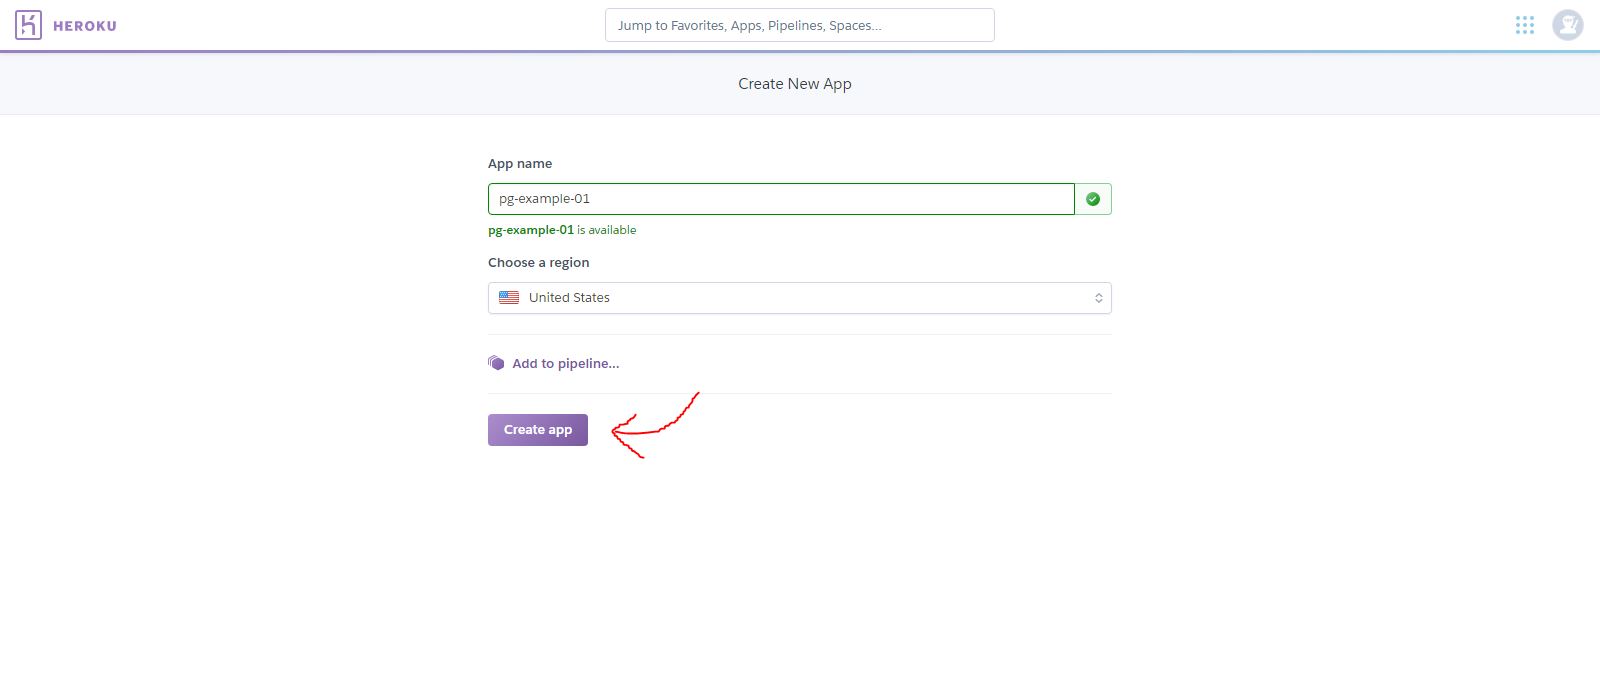 HEROKU
Jump to Favorites, Apps, Pipelines, Spaces...
Create New App
App name
pg-example-01
pg-example-01 is available
Choose a region
United States
Add to pipeline...
Create app